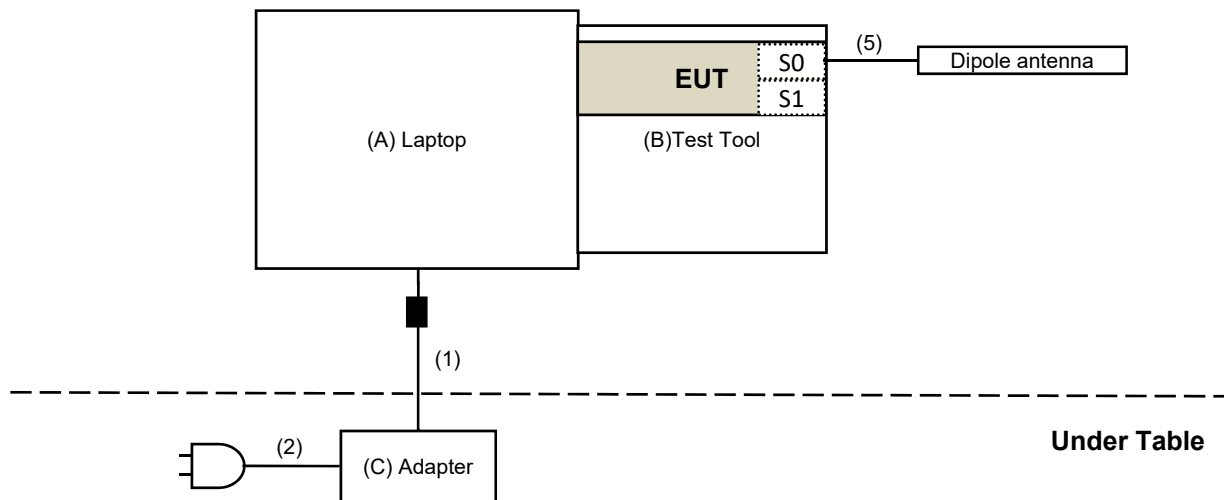 (5)
S0
Dipole antenna
EUT
S1
(A) Laptop
(B)Test Tool
(1)
Under Table
(2)
(C) Adapter